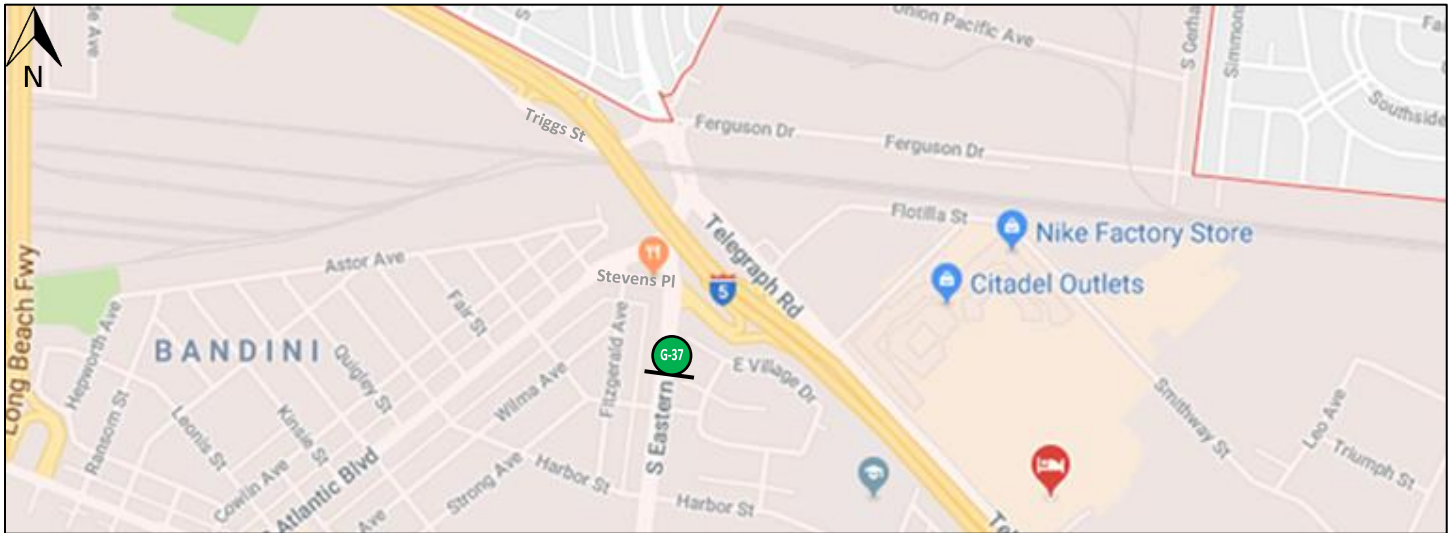 Union Pacific Ave
S Gerha
Simmons
Southside
N
Triggs St
Ferguson Dr
Ferguson Dr
Flotilla St
Nike Factory Store
Telegraph Rd
Citadel Outlets
Astor Ave
Stevens Pl
5
Long Beach Fwy
Hepworth Ave
BANDINI
Fair St
Fitzgerald Ave
G-37
E Village Dr
Quigley St
Wilma Ave
S Eastern
Ransom St
Leonis St
Kinsie St
Cowlin Ave
Atlantic Blvd
Ave
Strong Ave
Harbor St
Harbor St
Smithway St
Leo Ave
Triumph St